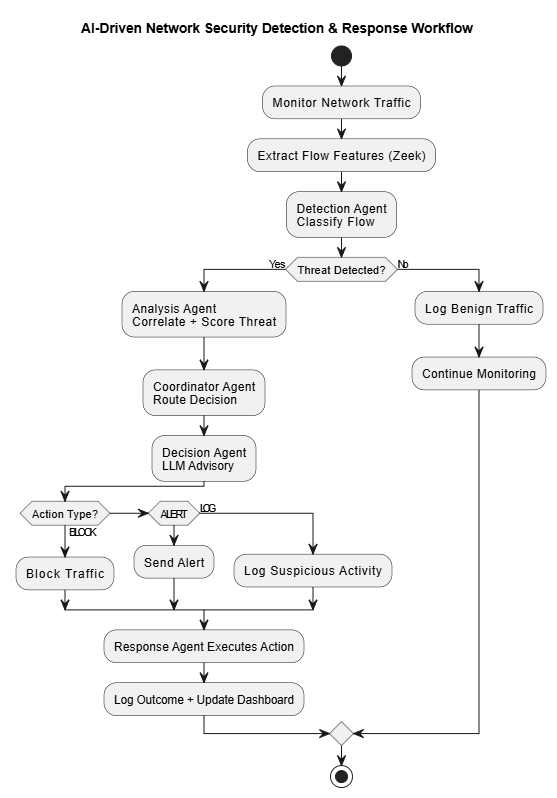 AI-Driven Network Security Detection & Response Workflow
Monitor Network Traffic
Extract Flow Features (Zeek)
Detection Agent
Classify Flow
Yes
Threat Detected?
No
Analysis Agent
Correlate + Score Threat
Log Benign Traffic
Coordinator Agent
Route Decision
Continue Monitoring
Decision Agent
LLM Advisory
Action Type?
ALERT
LOG
BLOCK
Block Traffic
Send Alert
Log Suspicious Activity
Response Agent Executes Action
Log Outcome + Update Dashboard